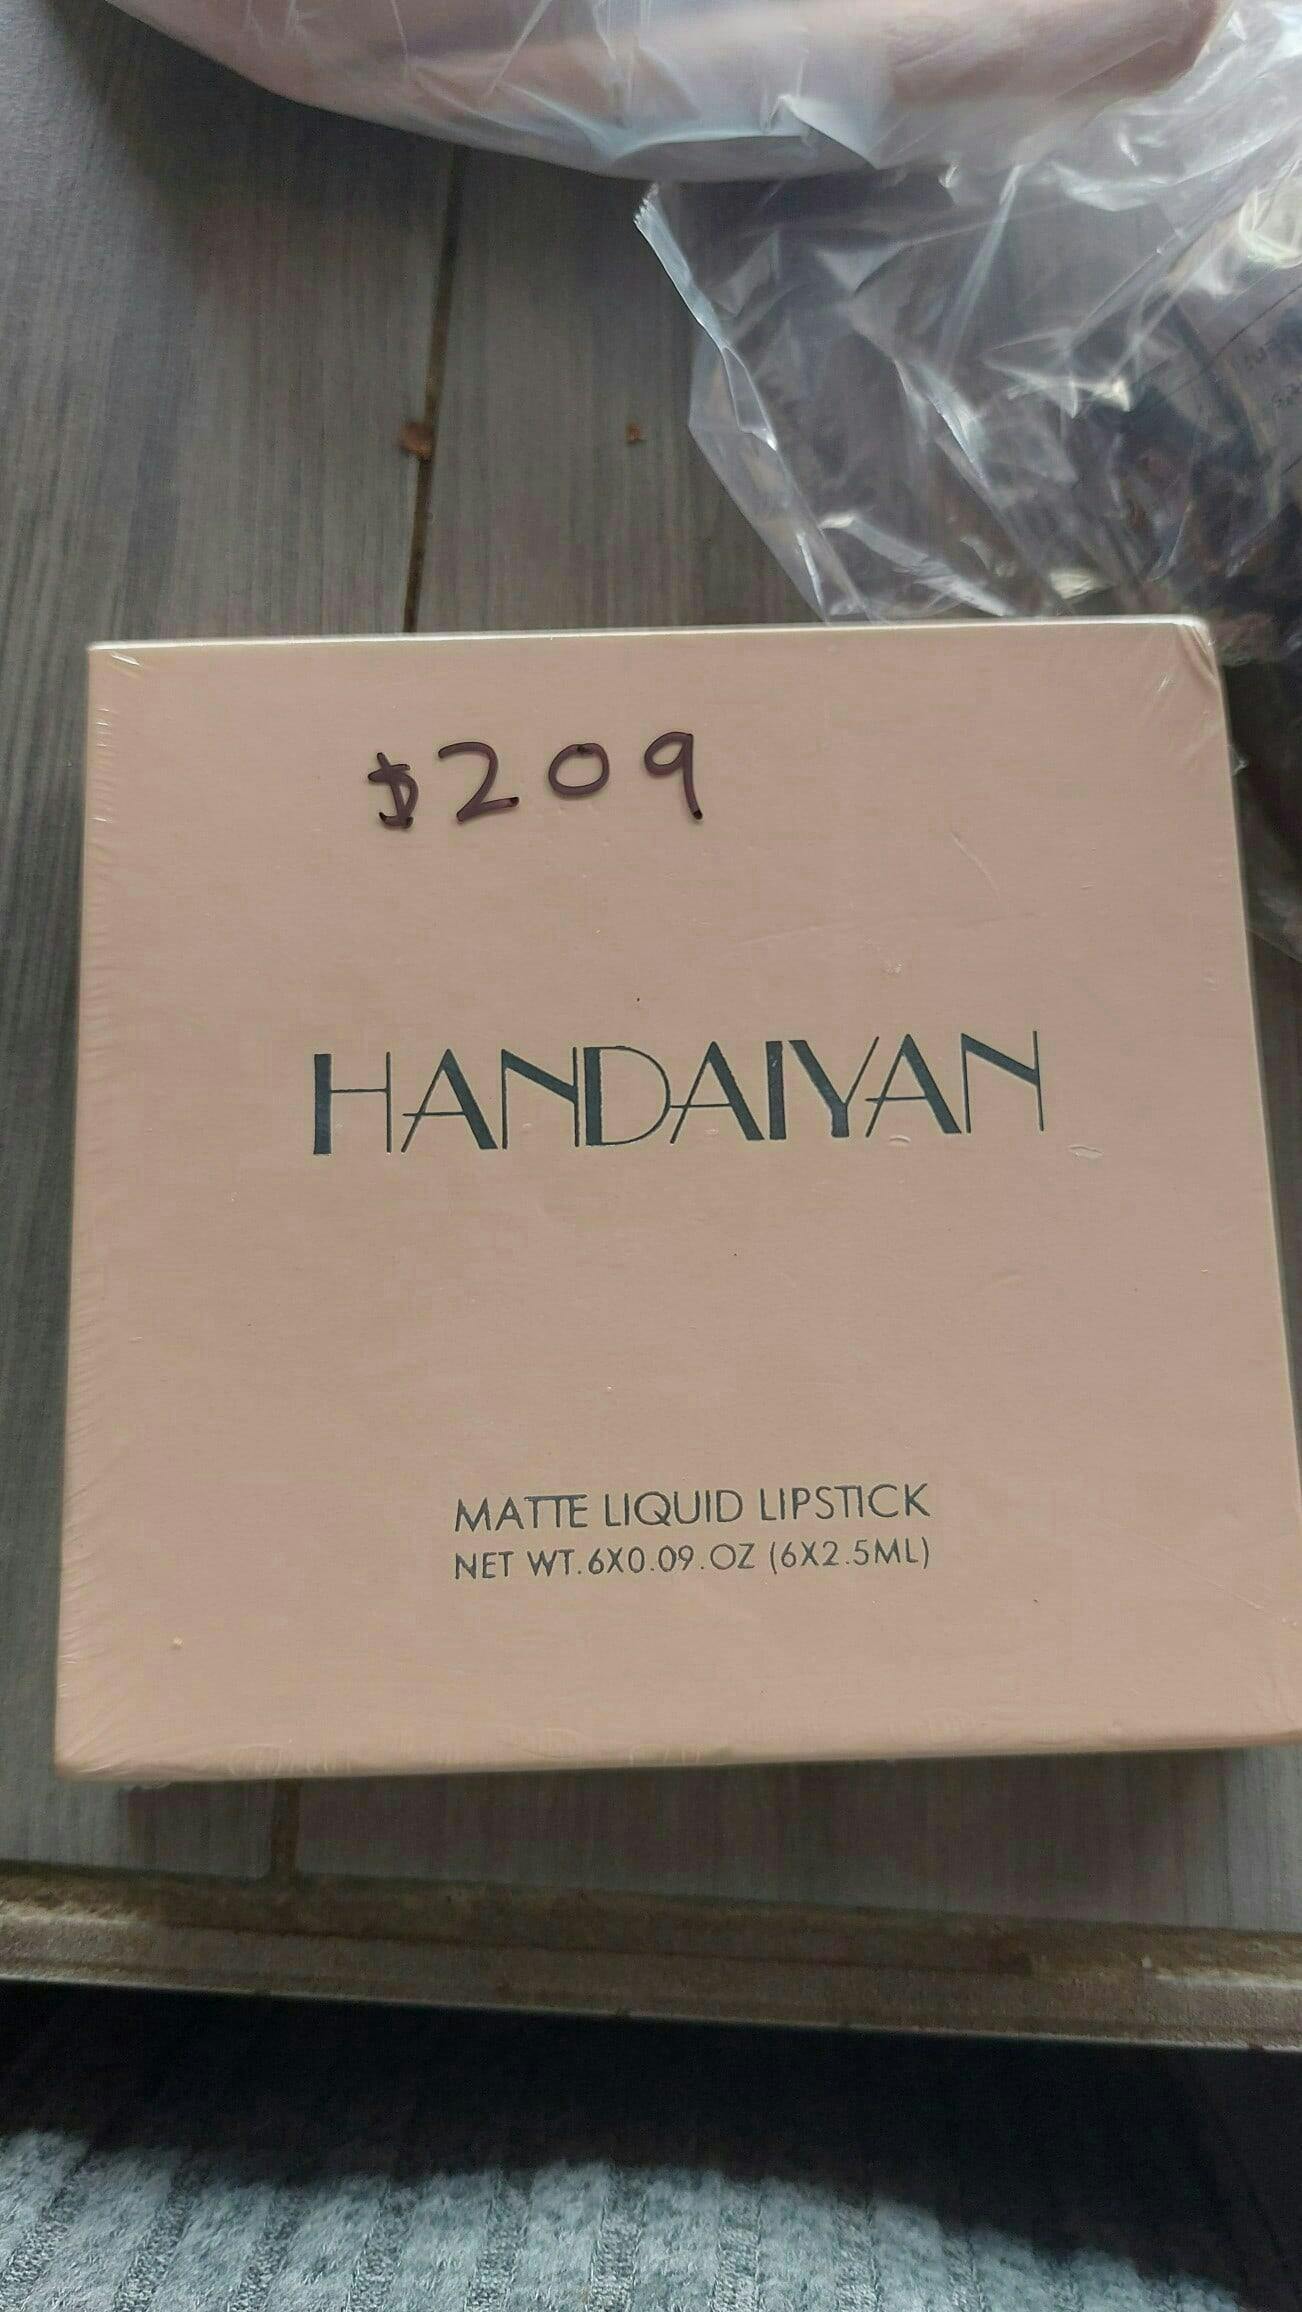 $209
HANDAIYAN
MATTE LIQUID LIPSTICK
NET WT.6X0.09.OZ (6X2.5ML)